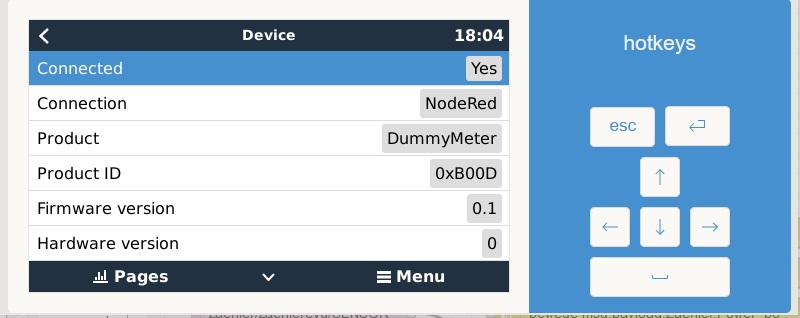 Device 18:04
hotkeys
Connected Yes
Connection NodeRed
Product DummyMeter
Product ID 0xB00D
Firmware version 0.1
Hardware version 0
esc
Pages Menu